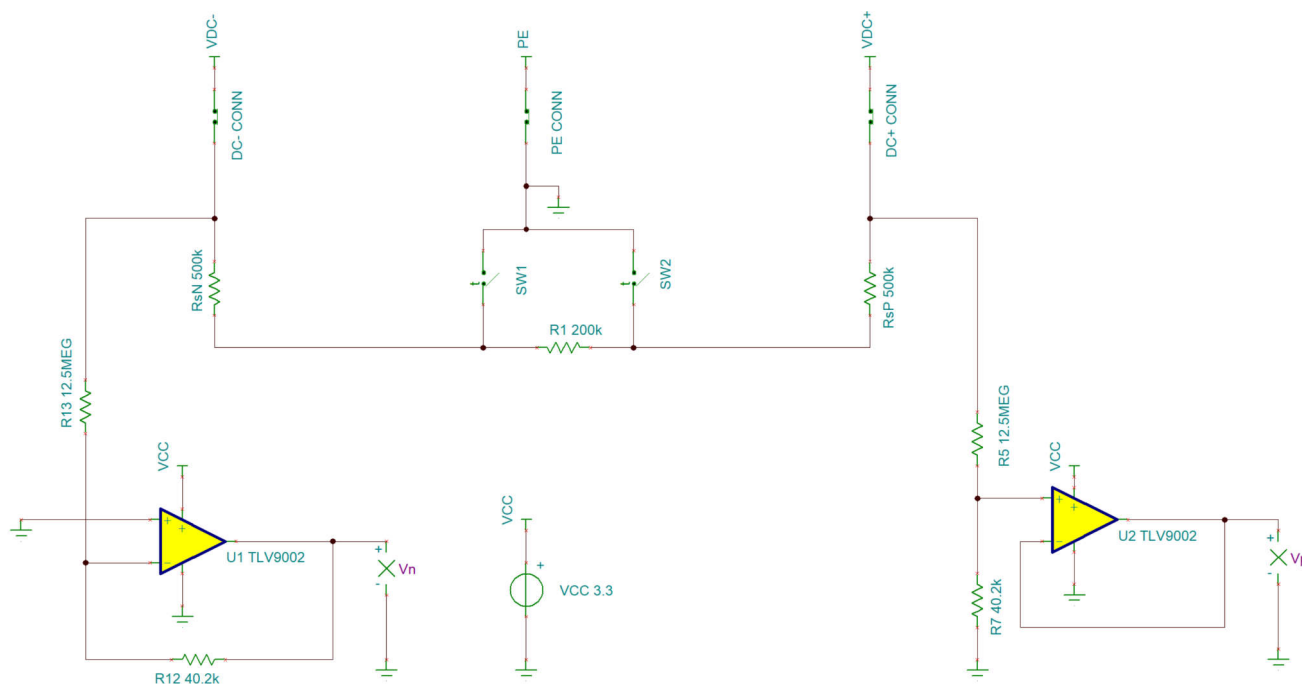 VDC-
PE
VDC+
DC- CONN
PE CONN
DC+ CONN
RsN 500k
t
SW1
t
SW2
RsP 500k
R1 200k
R13 12.5MEG
R5 12.5MEG
VCC
VCC
VCC
+
+
-
U1 TLV9002
+
Vn
-
+
VCC 3.3
+
+
-
U2 TLV9002
+
-
R7 40.2k
R12 40.2k